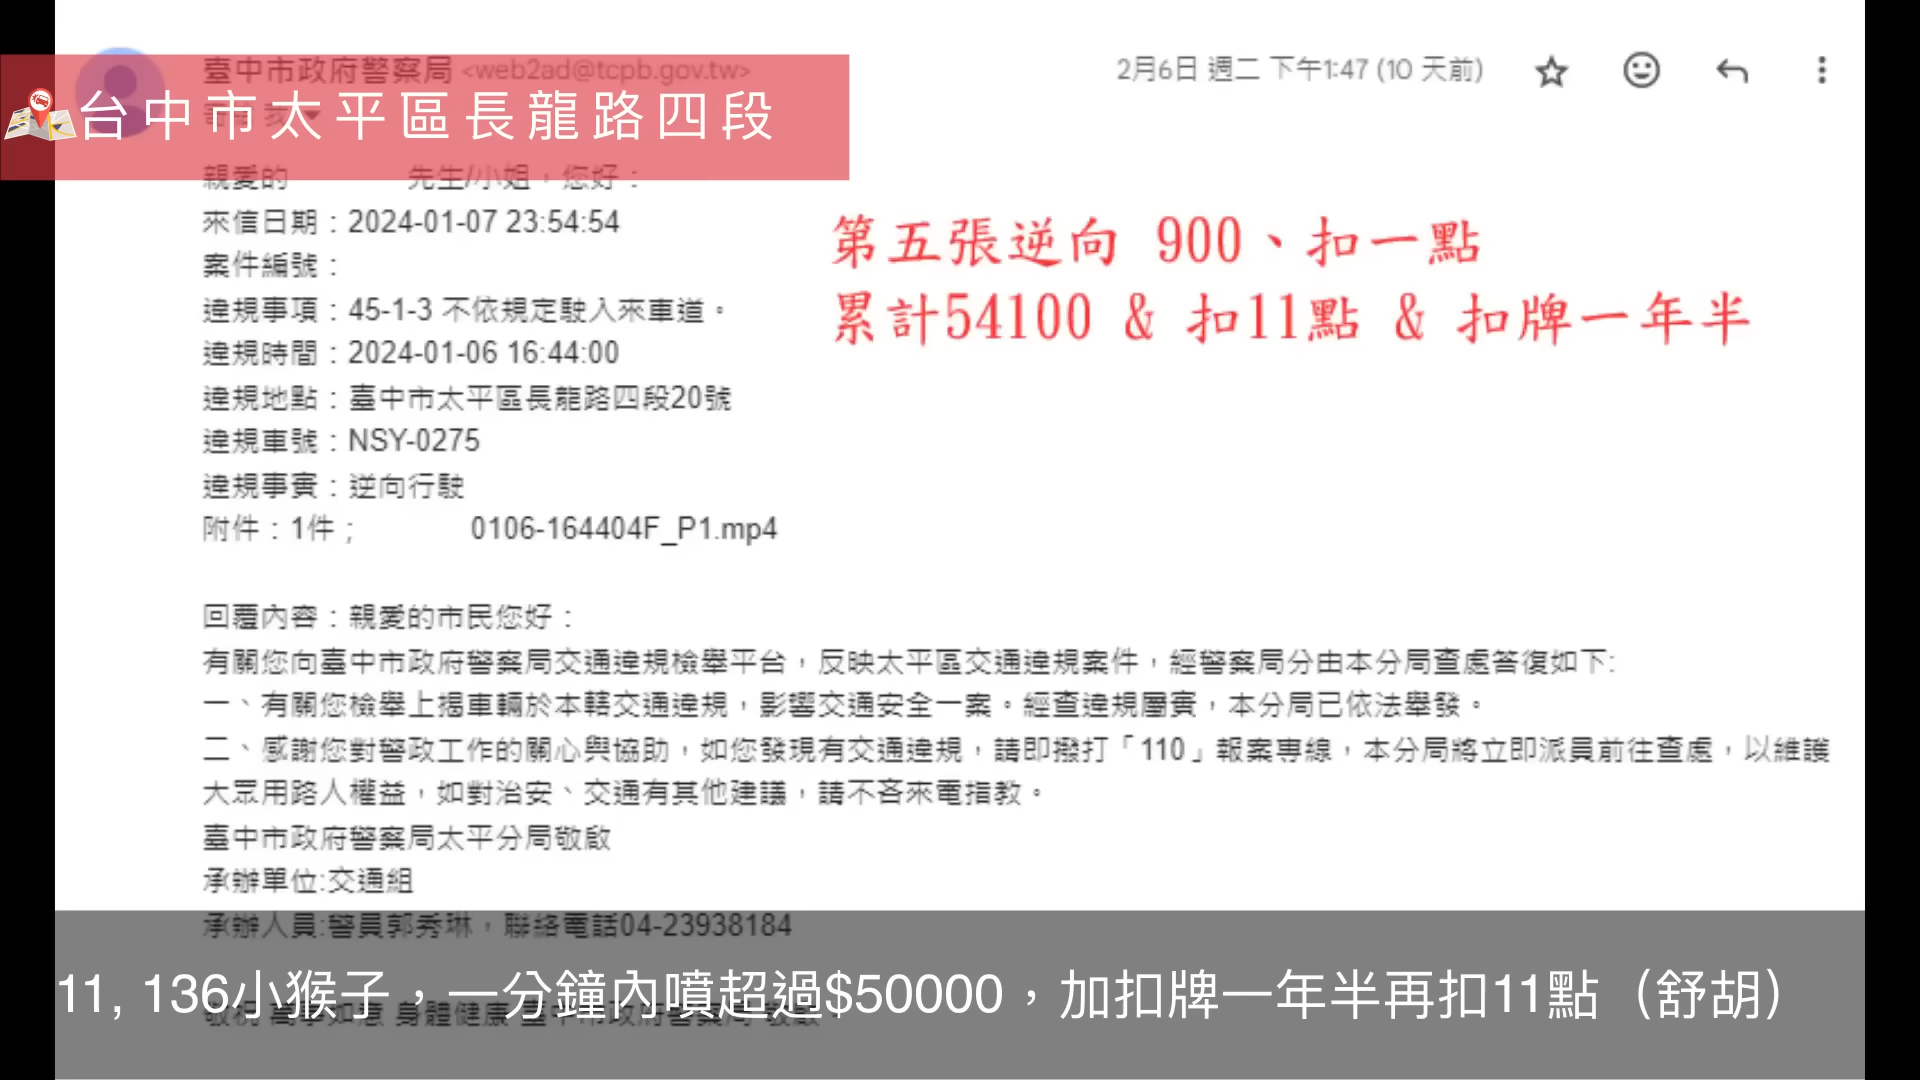 臺中市政府警察局 <web2ad@tcpb.gov.tw>
2月6日 週二 下午1:47 (10 天前)
台中市太平區長龍路四段
親愛的 先生/小姐，您好：
來信日期：2024-01-07 23:54:54
案件編號：
違規事項：45-1-3 不依規定駛入來車道。
違規時間：2024-01-06 16:44:00
違規地點：臺中市太平區長龍路四段20號
違規車號：NSY-0275
違規事實：逆向行駛
附件：1件； 0106-164404F_P1.mp4
第五張逆向 900、扣一點
累計54100 & 扣11點 & 扣牌一年半
回覆內容：親愛的市民您好：
有關您向臺中市政府警察局交通違規檢舉平台，反映太平區交通違規案件，經警察局分由本分局查處答復如下:
一、有關您檢舉上揭車輛於本轄交通違規，影響交通安全一案。經查違規屬實，本分局已依法舉發。
二、感謝您對警政工作的關心與協助，如您發現有交通違規，請即撥打「110」報案專線，本分局將立即派員前往查處，以維護
大眾用路人權益，如對治安、交通有其他建議，請不吝來電指教。
臺中市政府警察局太平分局敬啟
承辦單位:交通組
承辦人員:警員郭秀琳，聯絡電話04-23938184
11, 136小猴子，一分鐘內噴超過$50000，加扣牌一年半再扣11點（舒胡）